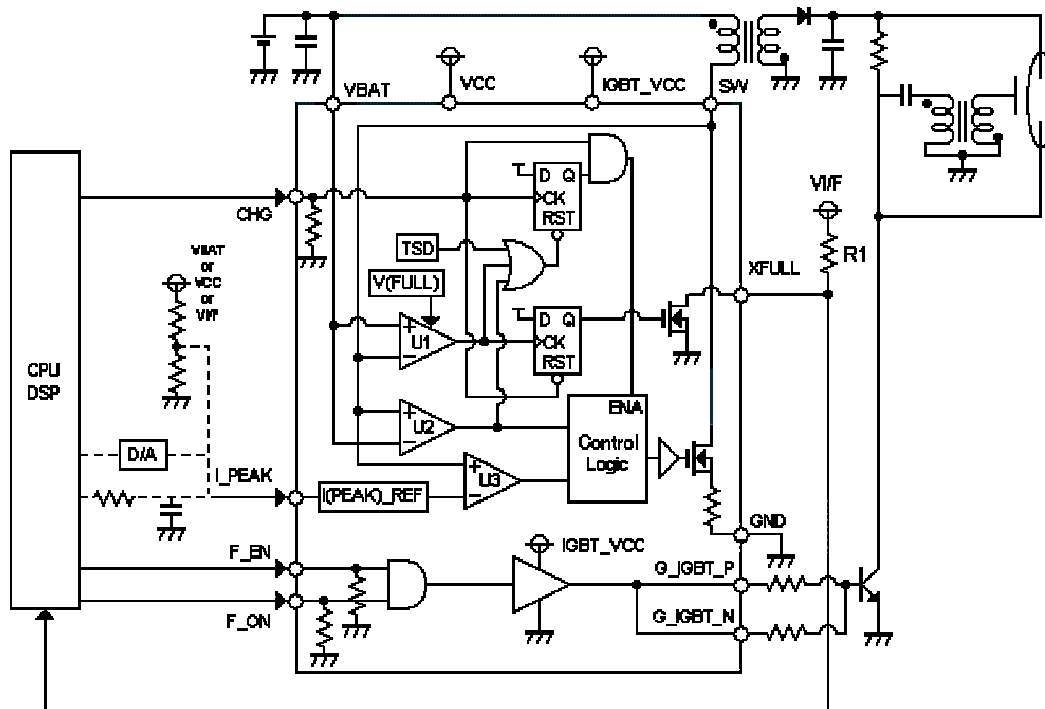 VBAT
VCC
IGBT_VCC
SW
CHG
D Q
CK
RST
TSD
V(FULL)
VBAT
or
VCC
or
VI/F
VI/F
R1
XFULL
CPU
DSP
+
U1
−
D Q
CK
RST
+
U2
−
ENA
Control
Logic
D/A
I_PEAK
I(PEAK)_REF
+
U3
−
GND
F_EN
IGBT_VCC
G_IGBT_P
F_ON
G_IGBT_N